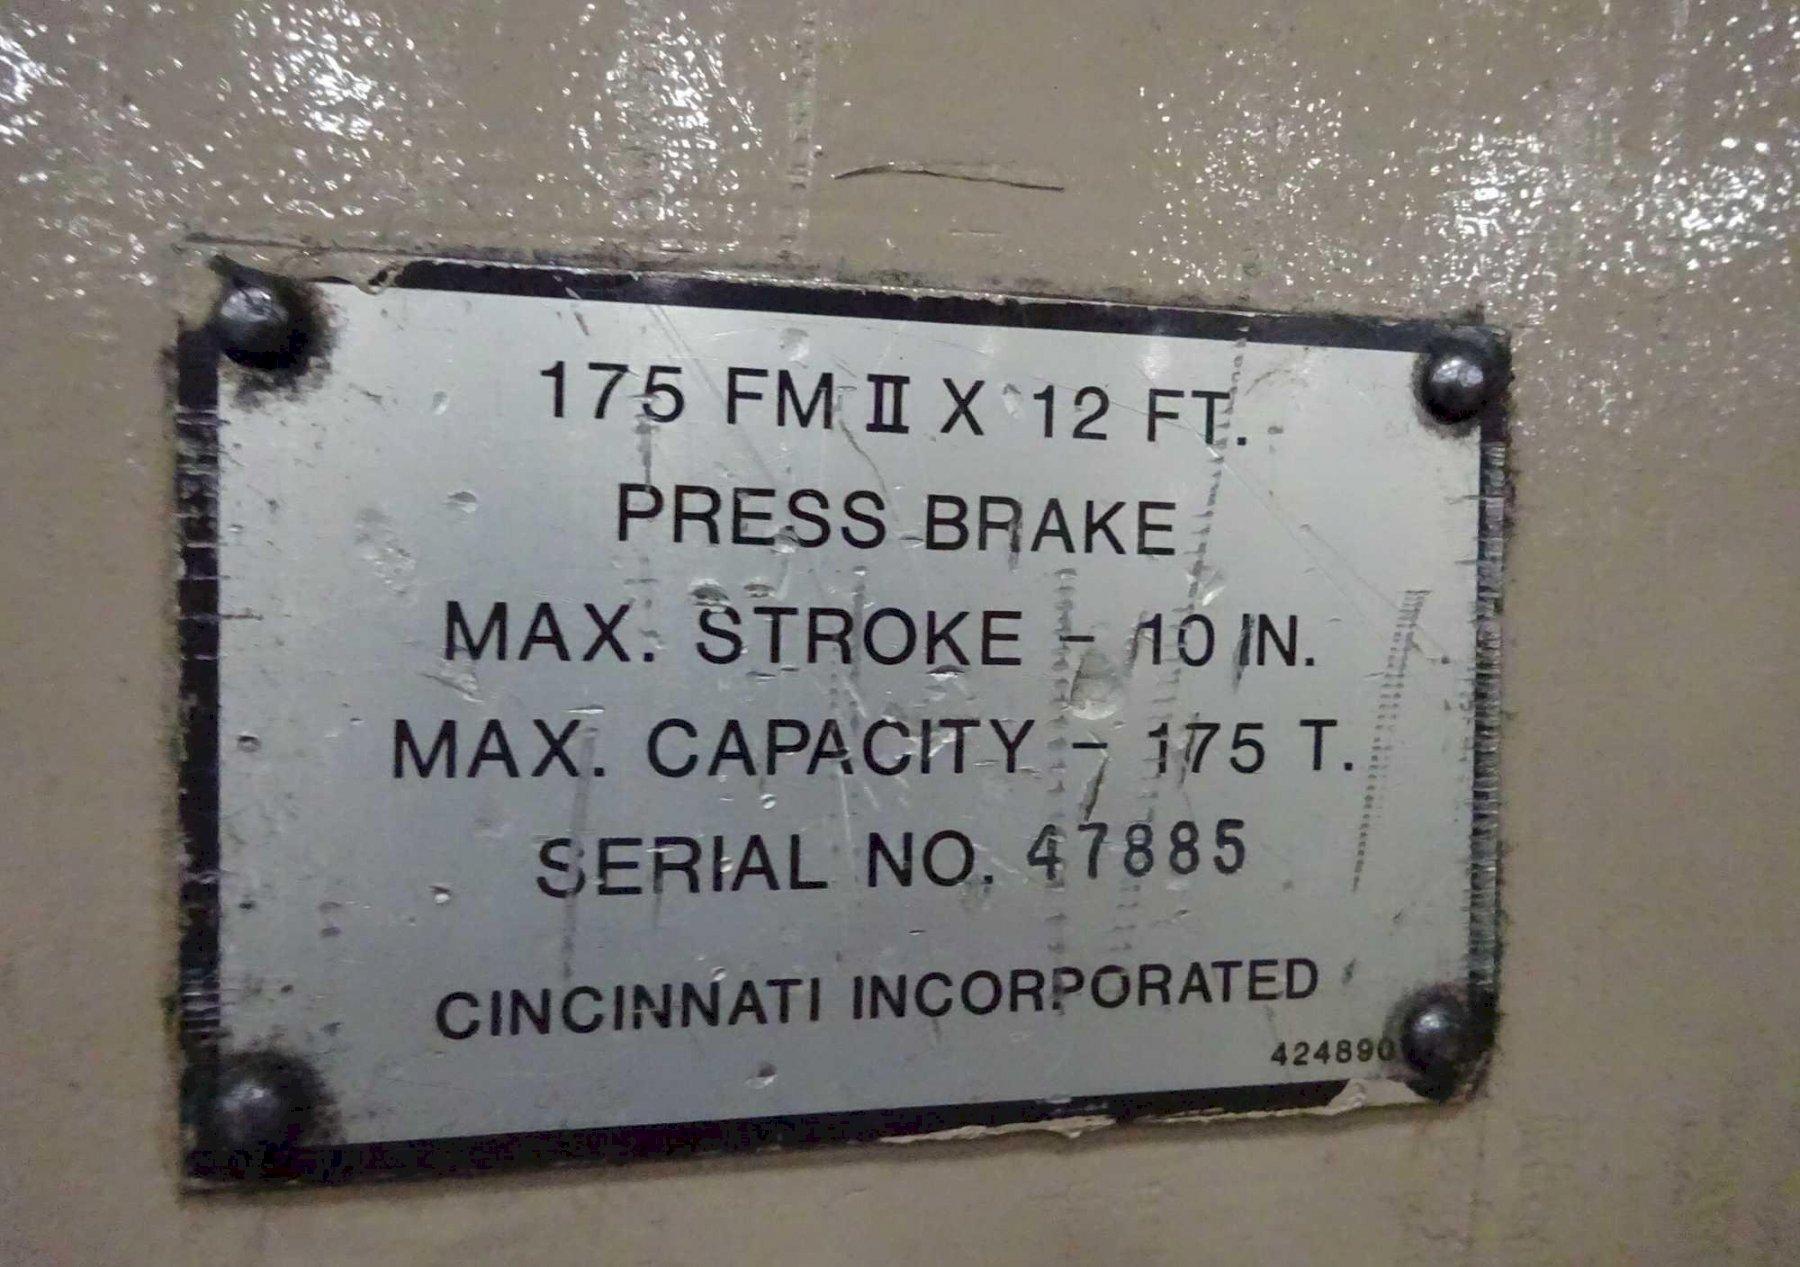 175 FM II X 12 FT.
PRESS BRAKE
MAX. STROKE - 10 IN.
MAX. CAPACITY - 175 T.
SERIAL NO. 47885
CINCINNATI INCORPORATED
424890